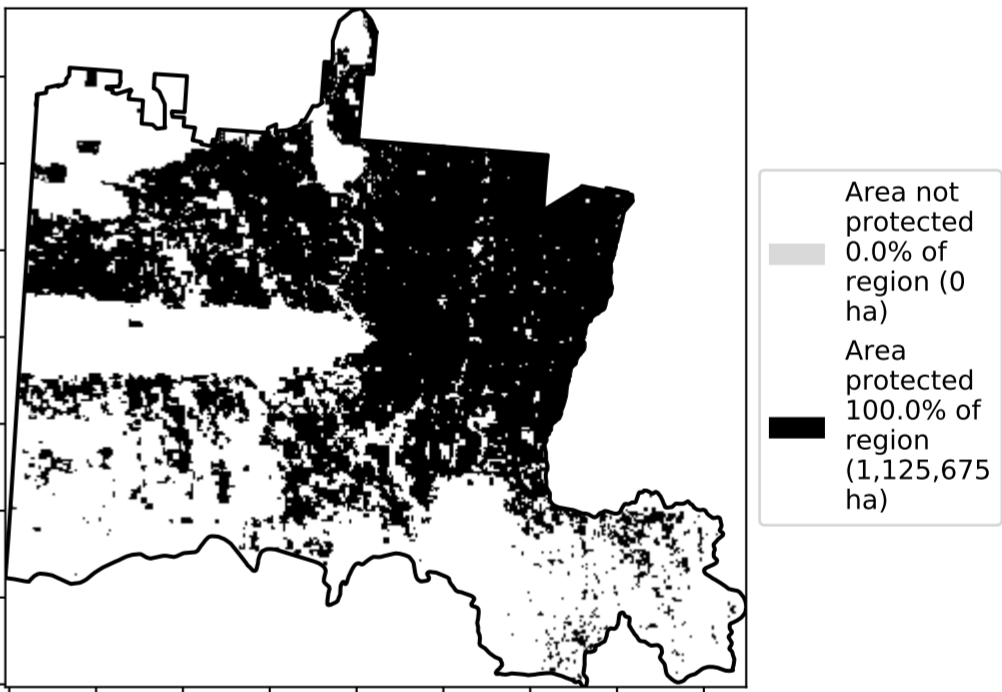 Area not
protected
0.0% of
region (0
ha)
Area
protected
100.0% of
region
(1,125,675
ha)